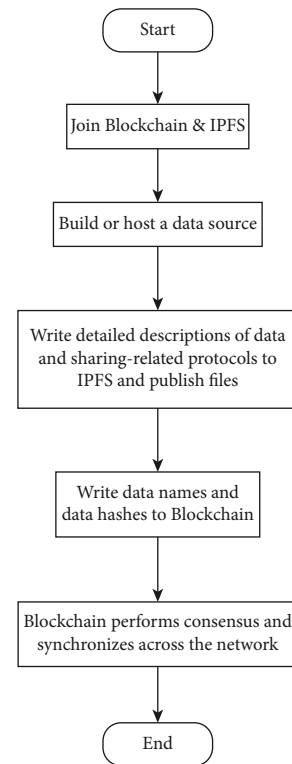 Start
Join Blockchain & IPFS
Build or host a data source
Write detailed descriptions of data
and sharing-related protocols to
IPFS and publish files
Write data names and
data hashes to Blockchain
Blockchain performs consensus and
synchronizes across the network
End